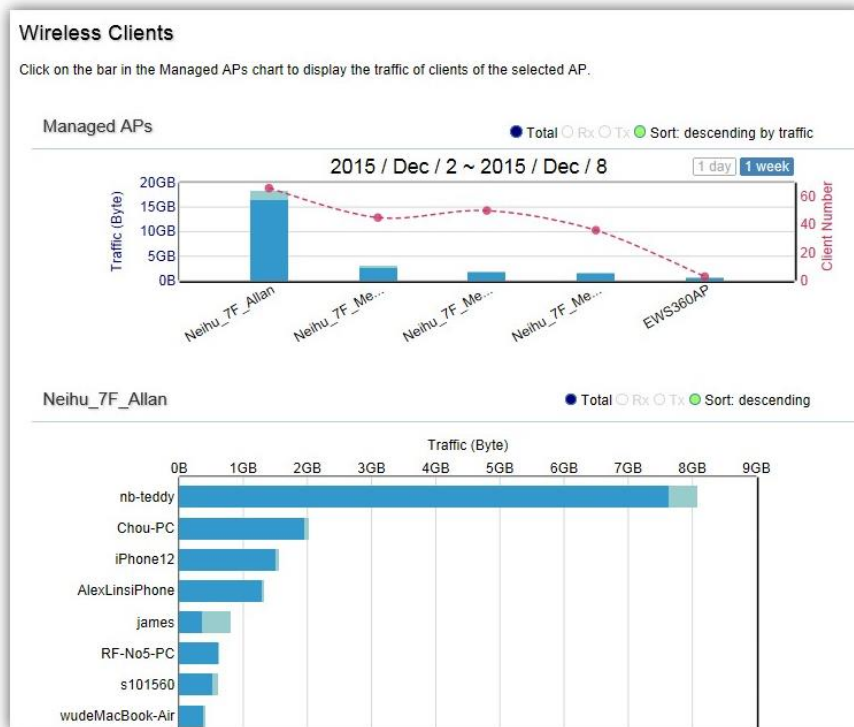 Wireless Clients
Click on the bar in the Managed APs chart to display the traffic of clients of the selected AP.
Managed APs
Total Rx Tx Sort: descending by traffic
2015 / Dec / 2 ~ 2015 / Dec / 8
1 day 1 week
Traffic (Byte)
20GB
15GB
10GB
5GB
0B
60
40
20
0
Client Number
Neihu_7F_Allan
Neihu_7F_Me...
Neihu_7F_Me...
Neihu_7F_Me...
EWS360AP
Neihu_7F_Allan
Total Rx Tx Sort: descending
Traffic (Byte)
0B 1GB 2GB 3GB 4GB 5GB 6GB 7GB 8GB 9GB
nb-teddy
Chou-PC
iPhone12
AlexLinsiPhone
james
RF-No5-PC
s101560
wudeMacBook-Air